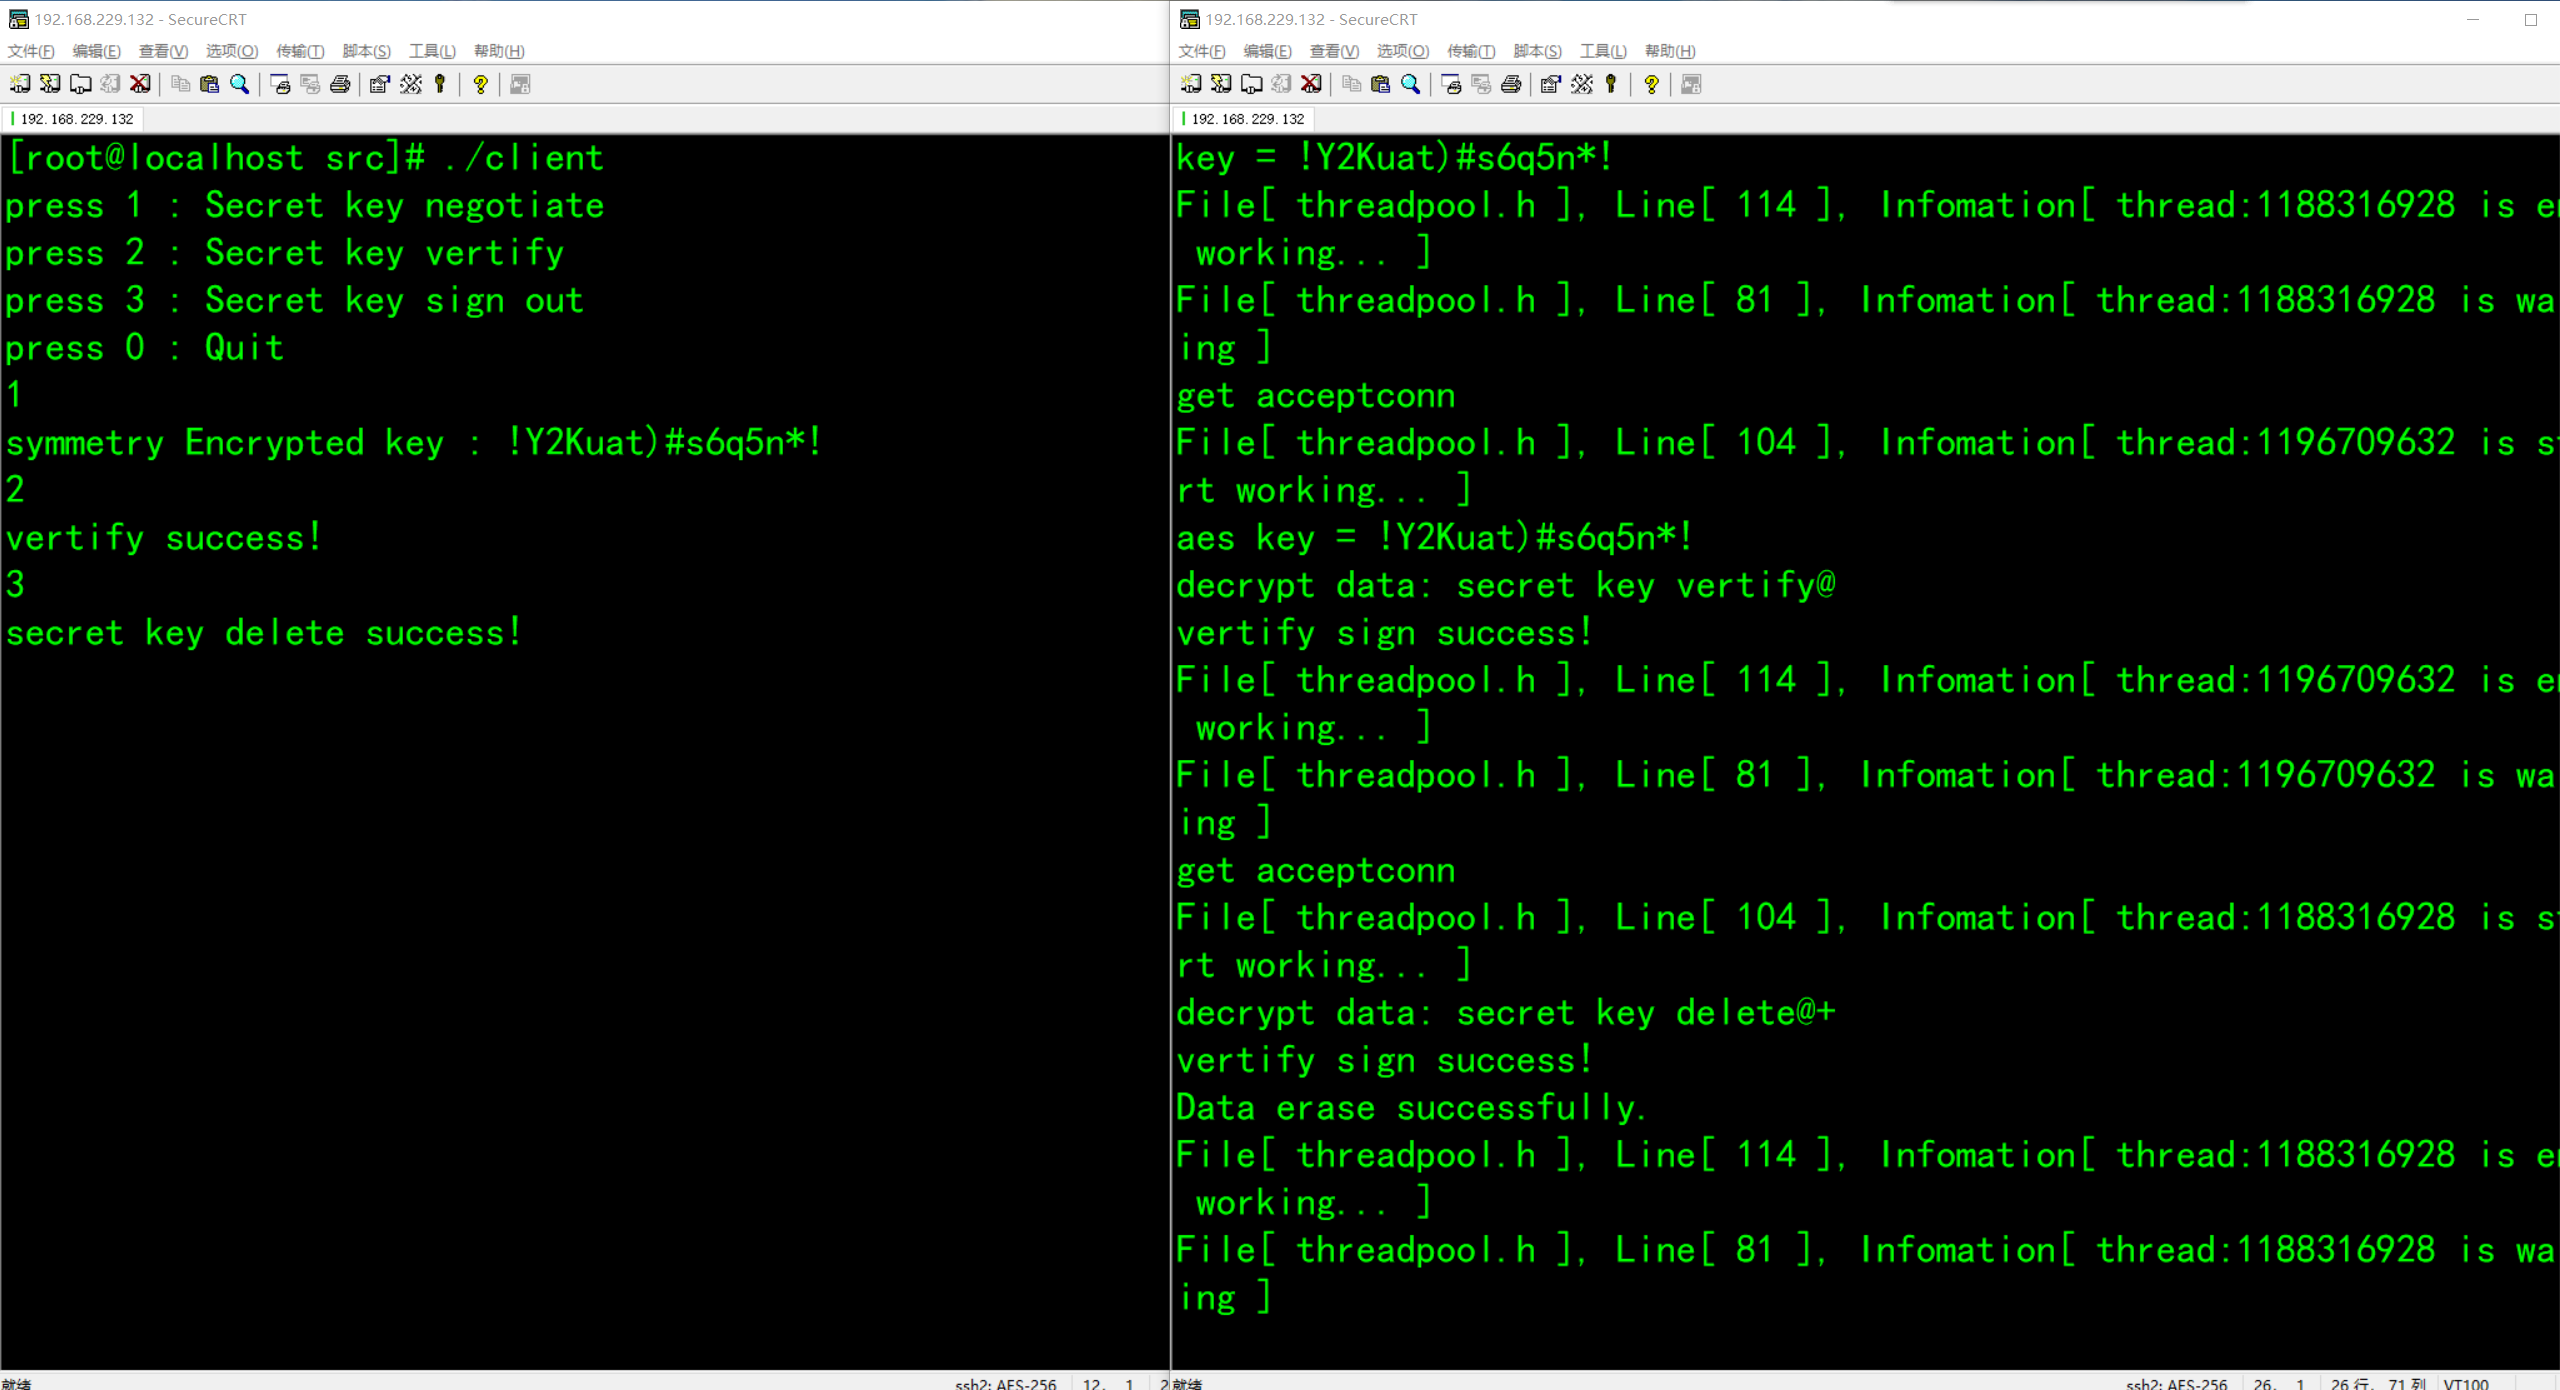 192.168.229.132 - SecureCRT
文件(F) 编辑(E) 查看(V) 选项(O) 传输(T) 脚本(S) 工具(L) 帮助(H)
192.168.229.132
[root@localhost src]# ./client
press 1 : Secret key negotiate
press 2 : Secret key vertify
press 3 : Secret key sign out
press 0 : Quit
1
symmetry Encrypted key : !Y2Kuat)#s6q5n*!
2
vertify success!
3
secret key delete success!
就绪 ssh2: AES-256 12, 1 2
192.168.229.132 - SecureCRT
文件(F) 编辑(E) 查看(V) 选项(O) 传输(T) 脚本(S) 工具(L) 帮助(H)
192.168.229.132
key = !Y2Kuat)#s6q5n*!
File[ threadpool.h ], Line[ 114 ], Infomation[ thread:1188316928 is en
working... ]
File[ threadpool.h ], Line[ 81 ], Infomation[ thread:1188316928 is wa
ing ]
get acceptconn
File[ threadpool.h ], Line[ 104 ], Infomation[ thread:1196709632 is st
rt working... ]
aes key = !Y2Kuat)#s6q5n*!
decrypt data: secret key vertify@
vertify sign success!
File[ threadpool.h ], Line[ 114 ], Infomation[ thread:1196709632 is en
working... ]
File[ threadpool.h ], Line[ 81 ], Infomation[ thread:1196709632 is wa
ing ]
get acceptconn
File[ threadpool.h ], Line[ 104 ], Infomation[ thread:1188316928 is st
rt working... ]
decrypt data: secret key delete@+
vertify sign success!
Data erase successfully.
File[ threadpool.h ], Line[ 114 ], Infomation[ thread:1188316928 is en
working... ]
File[ threadpool.h ], Line[ 81 ], Infomation[ thread:1188316928 is wa
ing ]
就绪 ssh2: AES-256 26, 1 26 行, 71 列 VT100